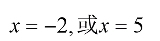 x = −2, 或x = 5